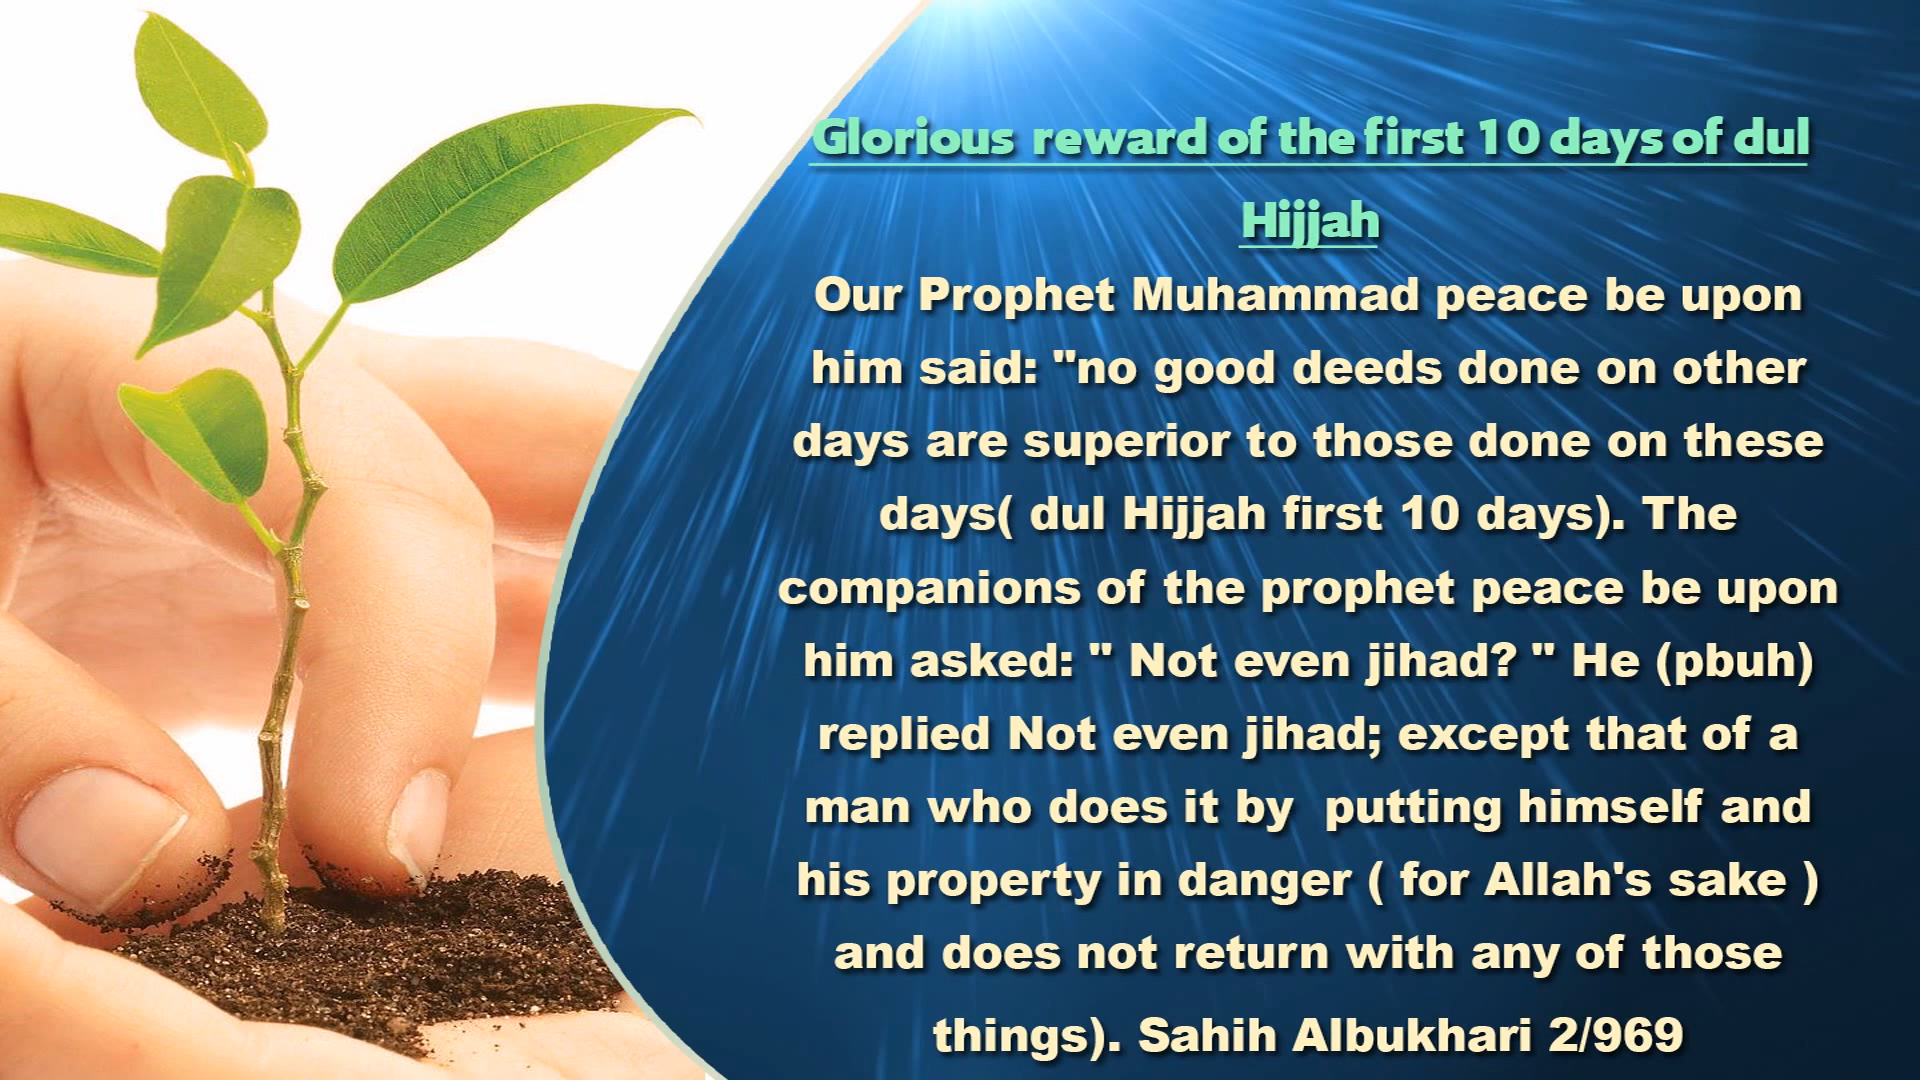 Glorious reward of the first 10 days of dul
Hijjah
Our Prophet Muhammad peace be upon
him said: "no good deeds done on other
days are superior to those done on these
days( dul Hijjah first 10 days). The
companions of the prophet peace be upon
him asked: " Not even jihad? " He (pbuh)
replied Not even jihad; except that of a
man who does it by  putting himself and
his property in danger ( for Allah's sake )
and does not return with any of those
things). Sahih Albukhari 2/969